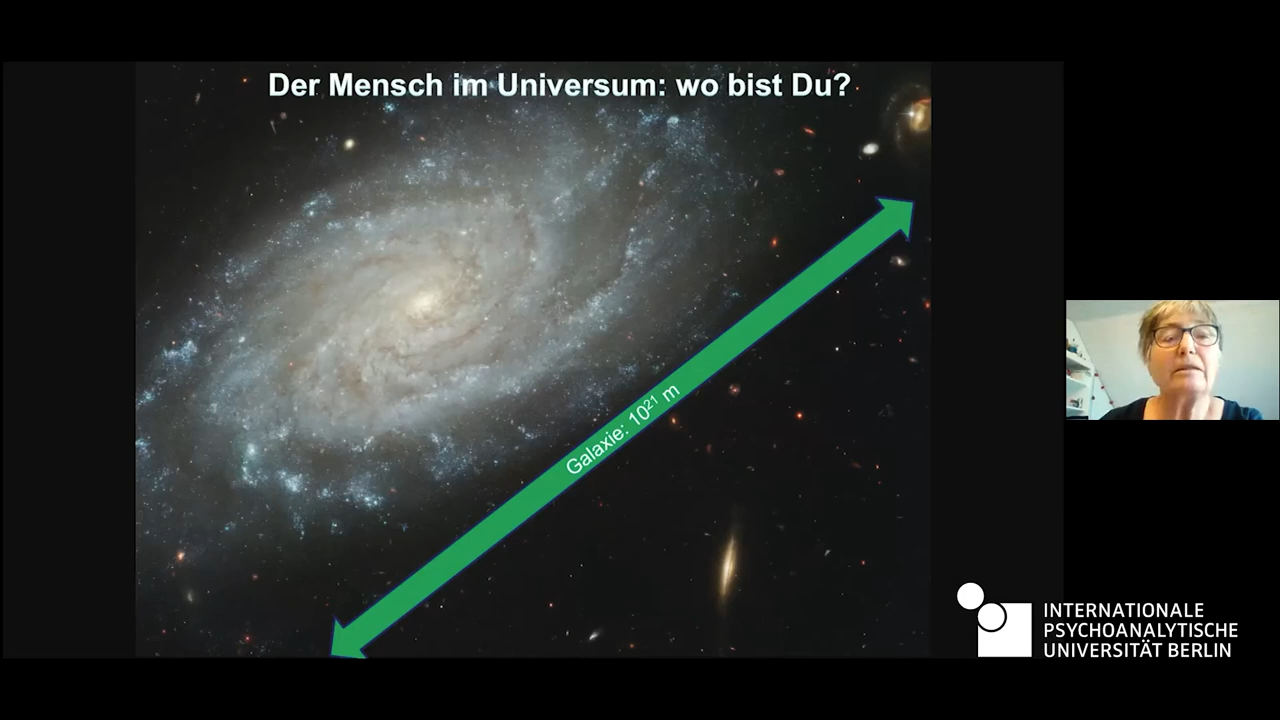 Der Mensch im Universum: wo bist Du?
Galaxie: 10²¹ m
INTERNATIONALE
PSYCHOANALYTISCHE
UNIVERSITÄT BERLIN